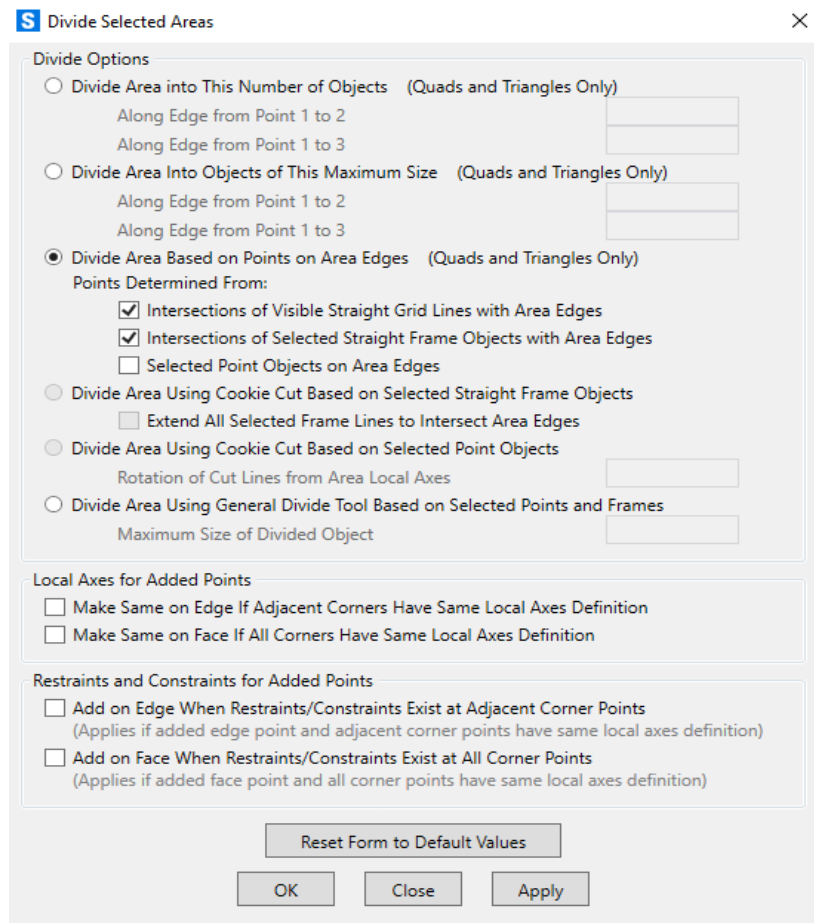 S Divide Selected Areas
Divide Options
Divide Area into This Number of Objects (Quads and Triangles Only)
Along Edge from Point 1 to 2
Along Edge from Point 1 to 3
Divide Area Into Objects of This Maximum Size (Quads and Triangles Only)
Along Edge from Point 1 to 2
Along Edge from Point 1 to 3
Divide Area Based on Points on Area Edges (Quads and Triangles Only)
Points Determined From:
Intersections of Visible Straight Grid Lines with Area Edges
Intersections of Selected Straight Frame Objects with Area Edges
Selected Point Objects on Area Edges
Divide Area Using Cookie Cut Based on Selected Straight Frame Objects
Extend All Selected Frame Lines to Intersect Area Edges
Divide Area Using Cookie Cut Based on Selected Point Objects
Rotation of Cut Lines from Area Local Axes
Divide Area Using General Divide Tool Based on Selected Points and Frames
Maximum Size of Divided Object
Local Axes for Added Points
Make Same on Edge If Adjacent Corners Have Same Local Axes Definition
Make Same on Face If All Corners Have Same Local Axes Definition
Restraints and Constraints for Added Points
Add on Edge When Restraints/Constraints Exist at Adjacent Corner Points
(Applies if added edge point and adjacent corner points have same local axes definition)
Add on Face When Restraints/Constraints Exist at All Corner Points
(Applies if added face point and all corner points have same local axes definition)
Reset Form to Default Values
OK Close Apply